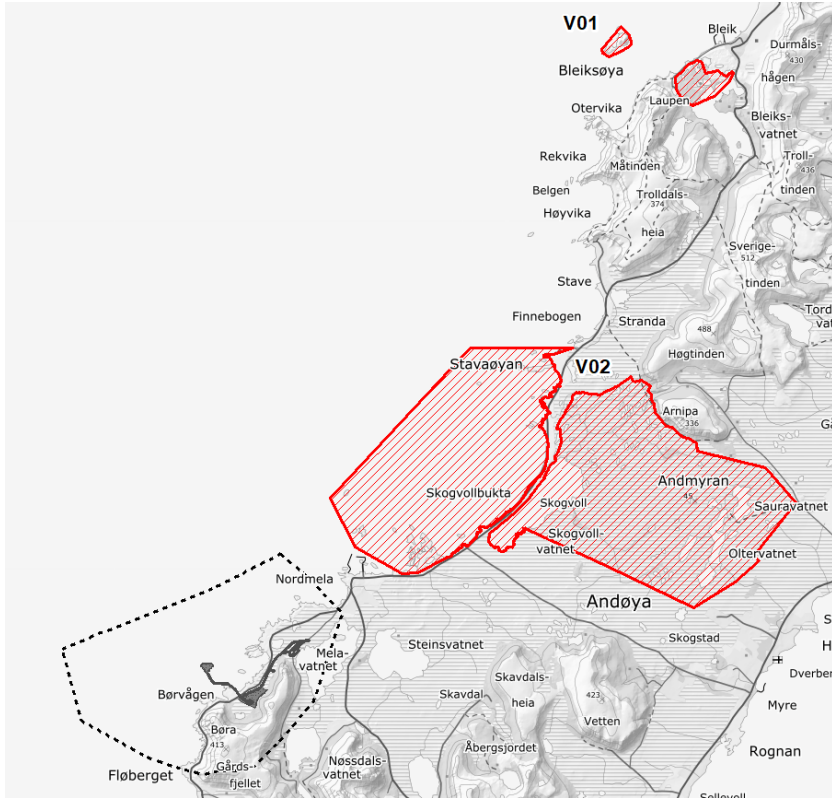 V01
Bleik
Durmåls-
430
hågen
Bleiksøya
Laupen
Otervika
Bleiks-
vatnet
Rekvika
Måtinden
Troll-
436
tinden
Belgen
Trolldals-
374
Høyvika
heia
Sverige-
512
tinden
Stave
Finnebogen
Stranda
488
Høgtinden
Stavaøyan
V02
Arnipa
336
Andmyran
45
Skogvollbukta
Skogvoll
Sauravatnet
Skogvoll-
vatnet
Oltervatnet
Nordmela
Andøya
Mela-
vatnet
Steinsvatnet
Skogstad
Børvågen
Skavdal
Skavdals-
heia
423
Vetten
Myre
Børa
413
Gårds-
fjellet
Fløberget
Nøssdals-
vatnet
Åbergsjordet
Rognan